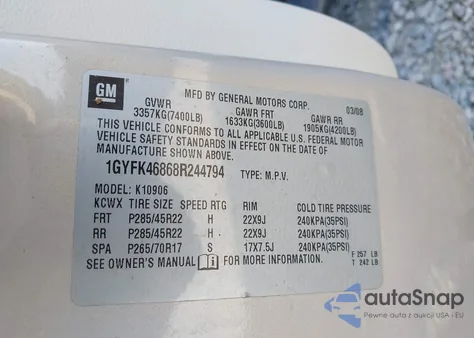 GM
MFD BY GENERAL MOTORS CORP. 03/08
GVWR GAWR FRT GAWR RR
3357KG(7400LB) 1633KG(3600LB) 1905KG(4200LB)
THIS VEHICLE CONFORMS TO ALL APPLICABLE U.S. FEDERAL MOTOR
VEHICLE SAFETY STANDARDS IN EFFECT ON THE DATE OF
MANUFACTURE SHOWN ABOVE.
1GYFK46868R244794 TYPE: M.P.V.
MODEL: K10906
KCWX TIRE SIZE SPEED RTG RIM COLD TIRE PRESSURE
FRT P285/45R22 H 22X9J 240KPA(35PSI)
RR P285/45R22 H 22X9J 240KPA(35PSI)
SPA P265/70R17 S 17X7.5J 240KPA(35PSI)
SEE OWNER'S MANUAL FOR MORE INFORMATION
F 257 LB
T 242 LB
autoSnap
Pewne auta z aukcji USA i EU